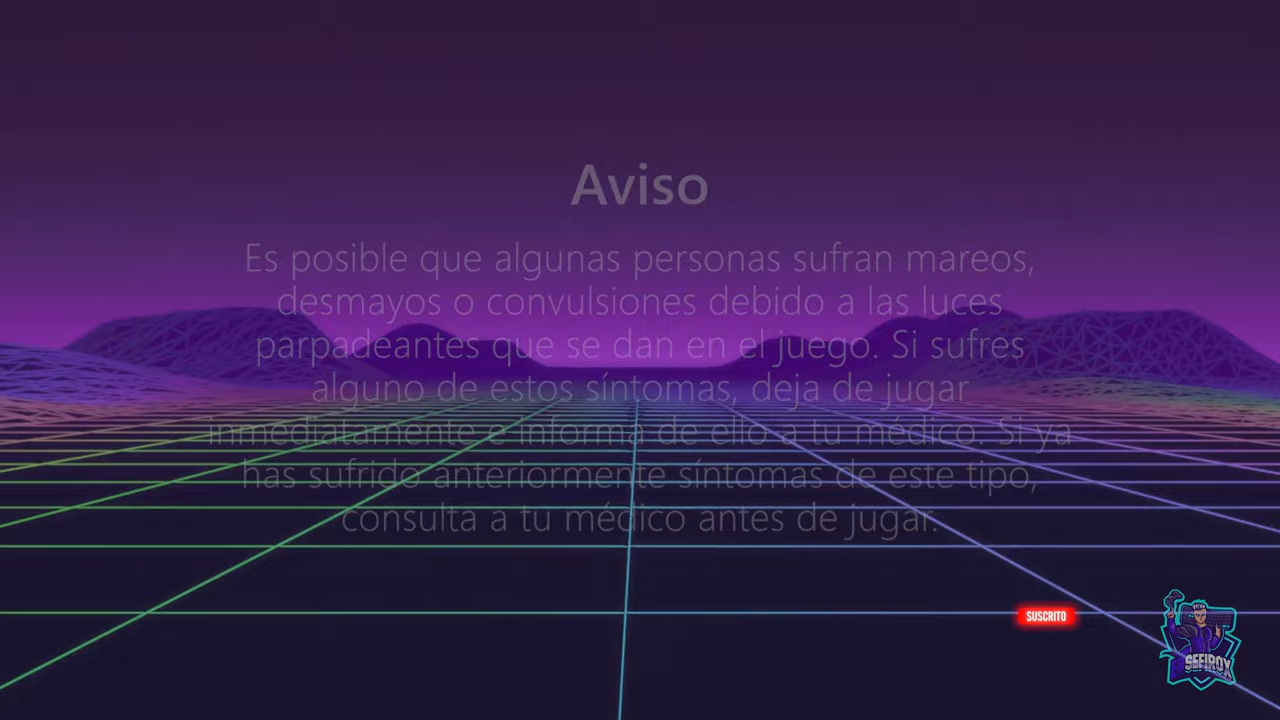 Aviso
Es posible que algunas personas sufran mareos,
desmayos o convulsiones debido a las luces
parpadeantes que se dan en el juego. Si sufres
alguno de estos síntomas, deja de jugar
inmediatamente e informa de ello a tu médico. Si ya
has sufrido anteriormente síntomas de este tipo,
consulta a tu médico antes de jugar.
SUSCRITO
SEFIROX